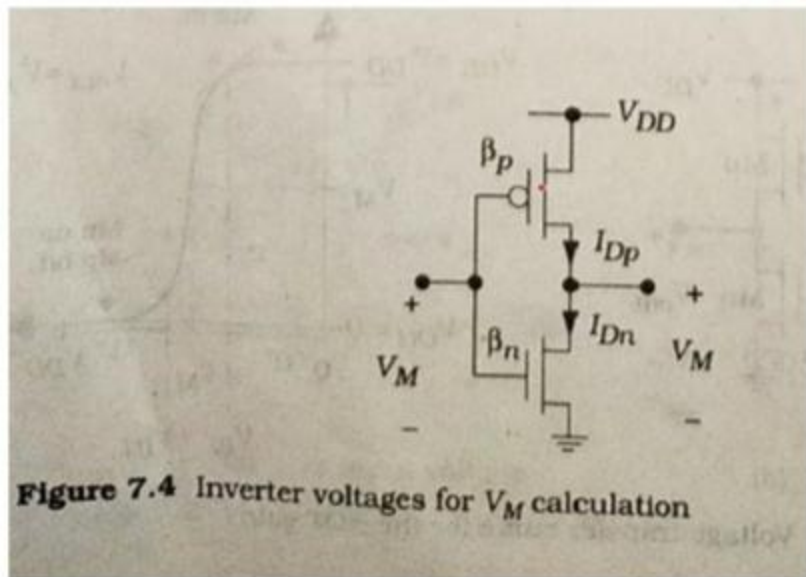 V_DD
β_p
I_Dp
+
+
β_n
I_Dn
V_M
V_M
-
-
Figure 7.4 Inverter voltages for V_M calculation